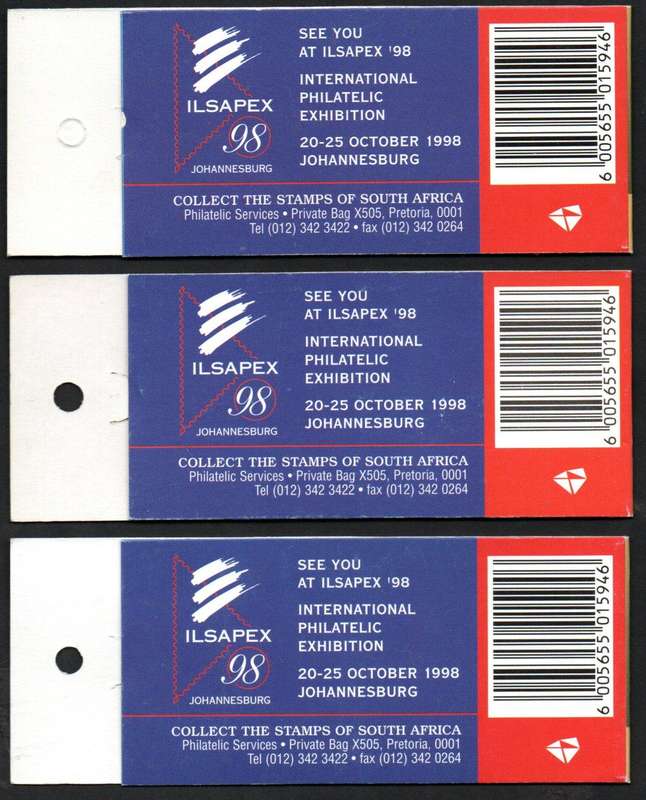 SEE YOU
AT ILSAPEX '98
INTERNATIONAL
PHILATELIC
EXHIBITION
20-25 OCTOBER 1998
JOHANNESBURG
ILSAPEX
98
JOHANNESBURG
COLLECT THE STAMPS OF SOUTH AFRICA
Philatelic Services • Private Bag X505, Pretoria, 0001
Tel (012) 342 3422 • fax (012) 342 0264
6 005655 015946
SEE YOU
AT ILSAPEX '98
INTERNATIONAL
PHILATELIC
EXHIBITION
20-25 OCTOBER 1998
JOHANNESBURG
ILSAPEX
98
JOHANNESBURG
COLLECT THE STAMPS OF SOUTH AFRICA
Philatelic Services • Private Bag X505, Pretoria, 0001
Tel (012) 342 3422 • fax (012) 342 0264
6 005655 015946
SEE YOU
AT ILSAPEX '98
INTERNATIONAL
PHILATELIC
EXHIBITION
20-25 OCTOBER 1998
JOHANNESBURG
ILSAPEX
98
JOHANNESBURG
COLLECT THE STAMPS OF SOUTH AFRICA
Philatelic Services • Private Bag X505, Pretoria, 0001
Tel (012) 342 3422 • fax (012) 342 0264
6 005655 015946